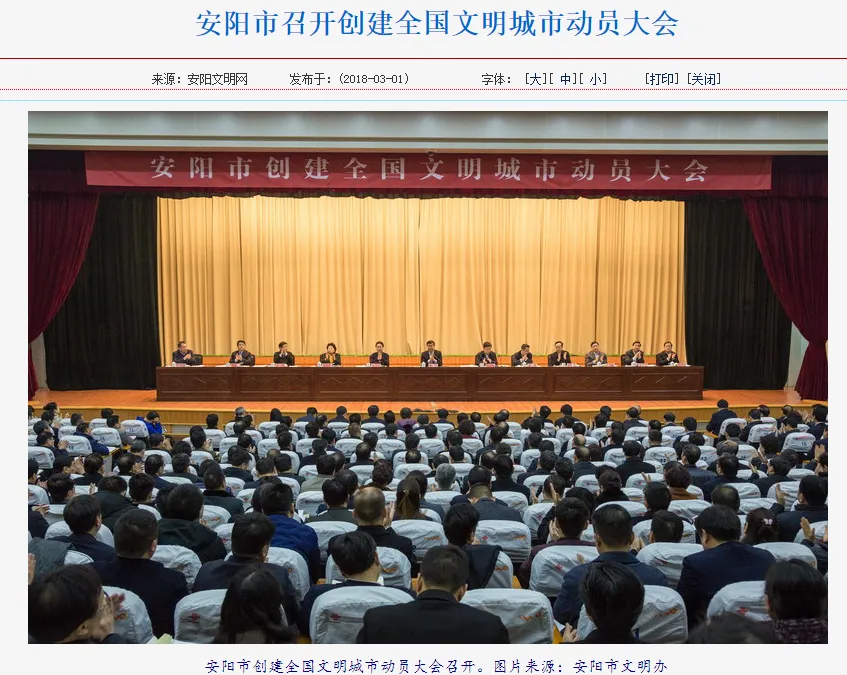 安阳市召开创建全国文明城市动员大会
来源：安阳文明网 发布于：(2018-03-01) 字体： [大][ 中][ 小] [打印] [关闭]
安阳市创建全国文明城市动员大会
安阳市创建全国文明城市动员大会召开。图片来源：安阳市文明办